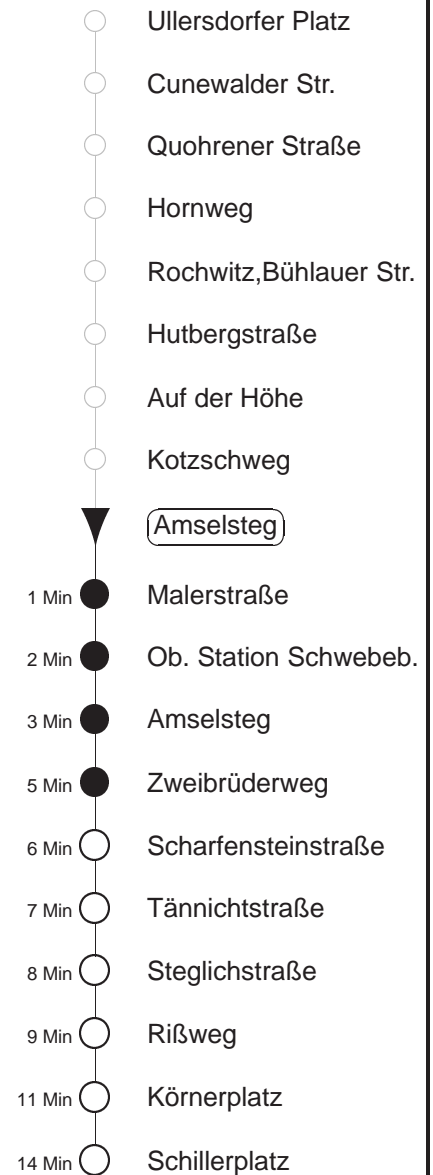 Ullersdorfer Platz
Cunewalder Str.
Quohrener Straße
Hornweg
Rochwitz,Bühlauer Str.
Hutbergstraße
Auf der Höhe
Kotzschweg
Amselsteg
1 Min Malerstraße
2 Min Ob. Station Schwebeb.
3 Min Amselsteg
5 Min Zweibrüderweg
6 Min Scharfensteinstraße
7 Min Tännichtstraße
8 Min Steglichstraße
9 Min Rißweg
11 Min Körnerplatz
14 Min Schillerplatz